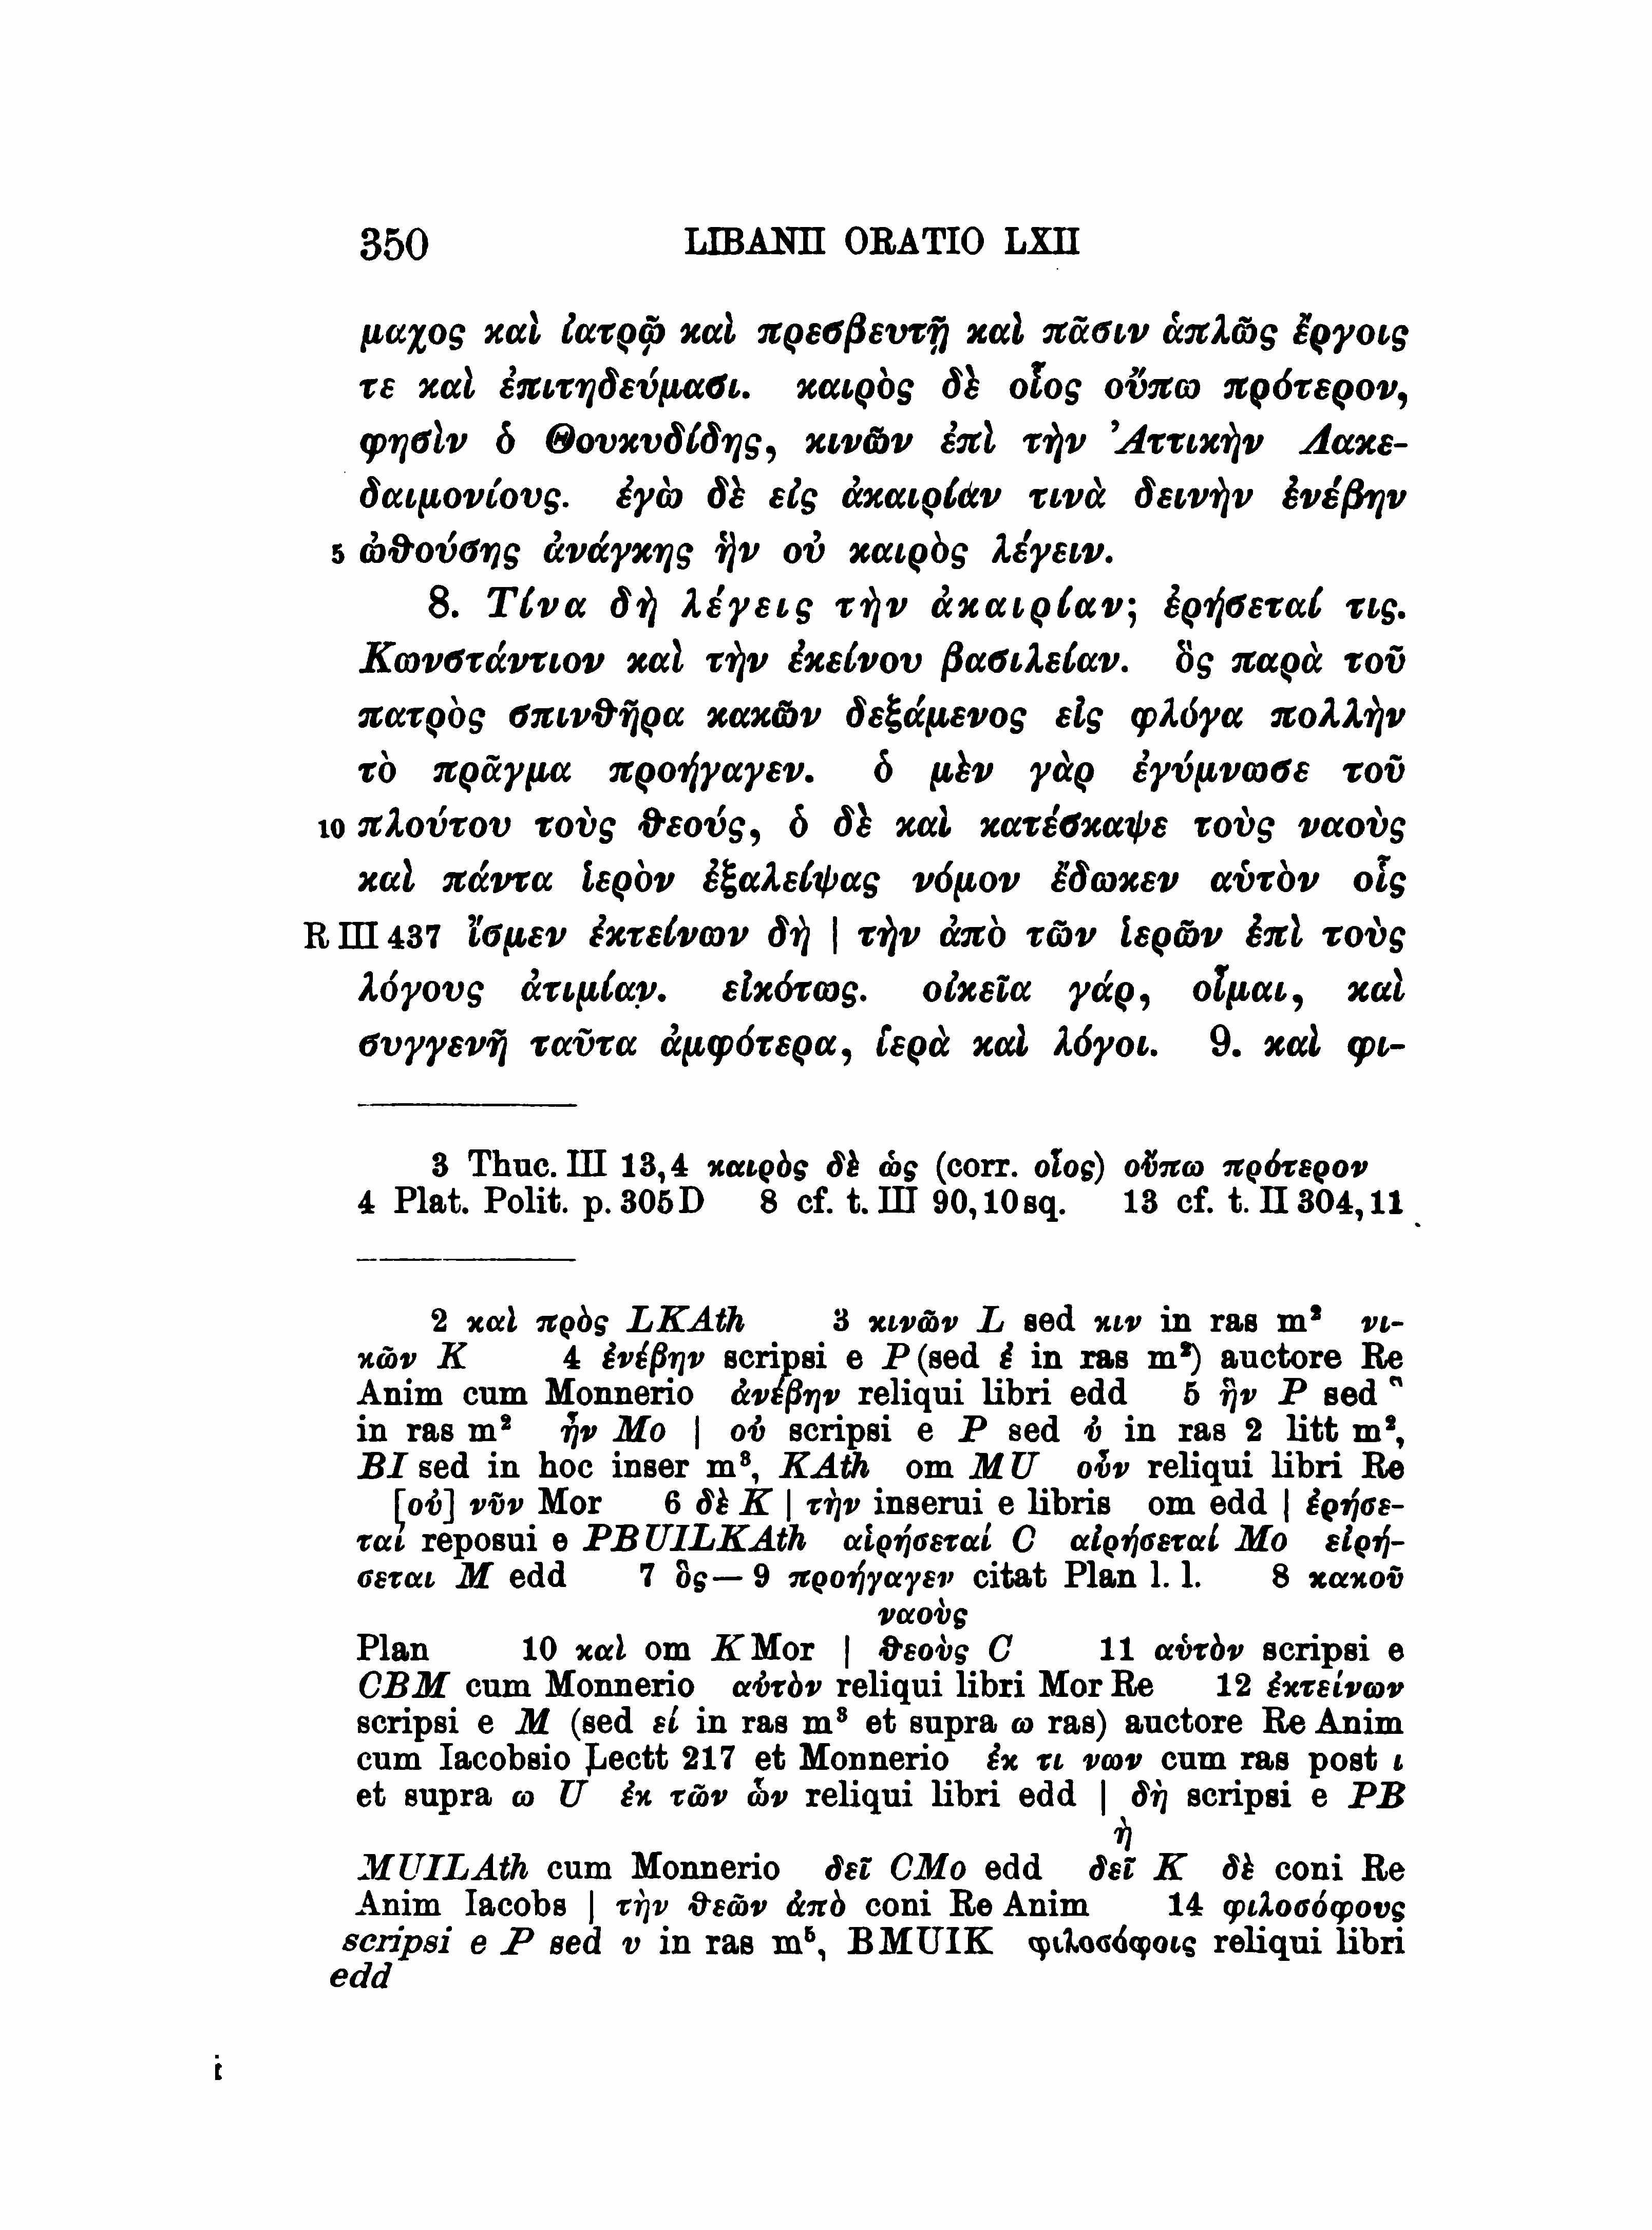 350 LIBANII ORATIO LXII
μαχος καὶ ἰατρῷ καὶ πρεσβευτῇ καὶ πᾶσιν ἁπλῶς ἔργοις
τε καὶ ἐπιτηδεύμασι. καιρὸς δὲ οἷος οὔπω πρότερον,
φησὶν ὁ Θουκυδίδης, κινῶν ἐπὶ τὴν Ἀττικὴν Λακε-
δαιμονίους. ἐγὼ δὲ εἰς ἀκαιρίαν τινὰ δεινὴν ἐνέβην
5 ὠθούσης ἀνάγκης ἣν οὐ καιρὸς λέγειν.
8. Τίνα δὴ λέγεις τὴν ἀκαιρίαν; ἐρήσεταί τις.
Κωνστάντιον καὶ τὴν ἐκείνου βασιλείαν. ὃς παρὰ τοῦ
πατρὸς σπινθῆρα κακῶν δεξάμενος εἰς φλόγα πολλὴν
τὸ πρᾶγμα προήγαγεν. ὁ μὲν γὰρ ἐγύμνωσε τοῦ
10 πλούτου τοὺς θεούς, ὁ δὲ καὶ κατέσκαψε τοὺς ναοὺς
καὶ πάντα ἱερὸν ἐξαλείψας νόμον ἔδωκεν αὑτὸν οἷς
R III 437 ἴσμεν ἐκτείνων δὴ | τὴν ἀπὸ τῶν ἱερῶν ἐπὶ τοὺς
λόγους ἀτιμίαν. εἰκότως. οἰκεῖα γάρ, οἶμαι, καὶ
συγγενῆ ταῦτα ἀμφότερα, ἱερὰ καὶ λόγοι. 9. καὶ φι-
3 Thuc. III 13,4 καιρὸς δὲ ὡς (corr. οἷος) οὔπω πρότερον
4 Plat. Polit. p. 305D 8 cf. t. III 90,10 sq. 13 cf. t. II 304,11
2 καὶ πρὸς LKAth 3 κινῶν L sed κιν in ras m² νι-
κῶν K 4 ἐνέβην scripsi e P (sed ἐ in ras m²) auctore Re
Anim cum Monnerio ἀνέβην reliqui libri edd 5 ἣν P sed ῞
in ras m² ἦν Mo | οὐ scripsi e P sed ὐ in ras 2 litt m²,
BI sed in hoc inser m³, KAth om MU οὖν reliqui libri Re
[οὐ] νῦν Mor 6 δὲ K | τὴν inserui e libris om edd | ἐρήσε-
ταί reposui e PBUILKAth αἱρήσεταί C αἰρήσεταί Mo εἰρή-
σεται M edd 7 ὃς — 9 προήγαγεν citat Plan l. l. 8 κακοῦ
ναοὺς
Plan 10 καὶ om K Mor | θεοὺς C 11 αὑτὸν scripsi e
CBM cum Monnerio αὐτὸν reliqui libri Mor Re 12 ἐκτείνων
scripsi e M (sed εί in ras m³ et supra ω ras) auctore Re Anim
cum Iacobsio Lectt 217 et Monnerio ἐκ τι νων cum ras post ι
et supra ω U ἐκ τῶν ὧν reliqui libri edd | δὴ scripsi e PB
ὴ
MUILAth cum Monnerio δεῖ CMo edd δεῖ K δὲ coni Re
Anim Iacobs | τὴν θεῶν ἀπὸ coni Re Anim 14 φιλοσόφους
scripsi e P sed υ in ras m⁵, BMUIK φιλοσόφοις reliqui libri
edd